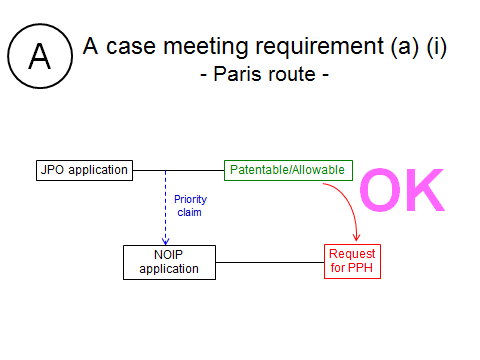 A
A case meeting requirement (a) (i)
- Paris route -
JPO application
Patentable/Allowable
OK
Priority
claim
NOIP
application
Request
for PPH